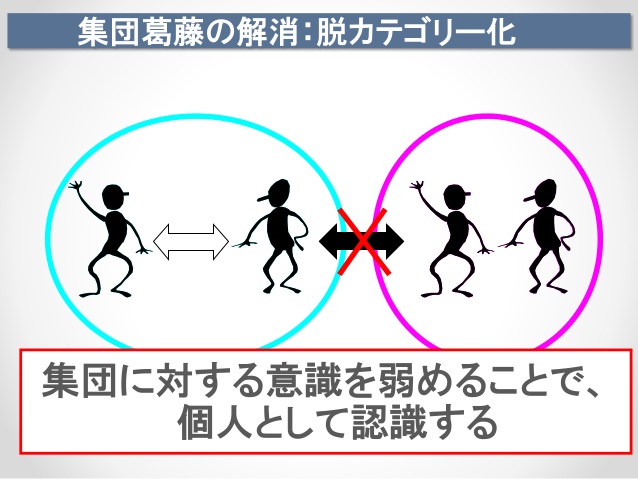 集団葛藤の解消：脱カテゴリー化
集団に対する意識を弱めることで、
個人として認識する